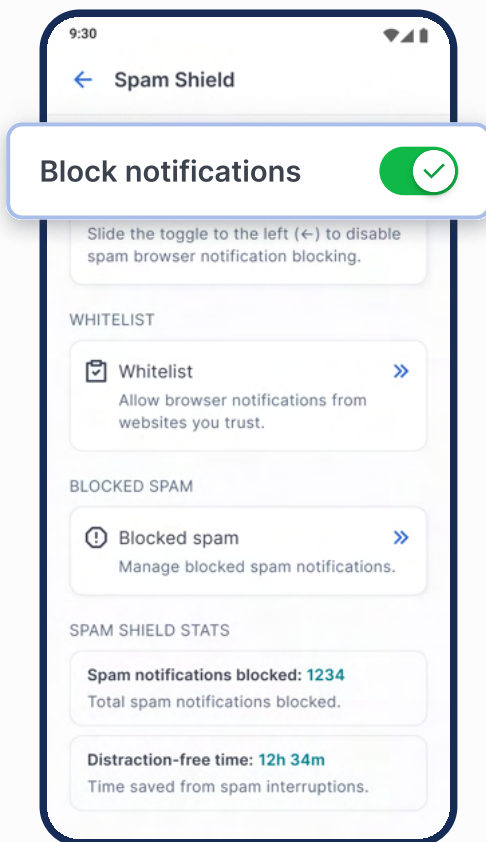 9:30
Spam Shield
Block notifications
Slide the toggle to the left (←) to disable
spam browser notification blocking.
WHITELIST
Whitelist
Allow browser notifications from
websites you trust.
BLOCKED SPAM
Blocked spam
Manage blocked spam notifications.
SPAM SHIELD STATS
Spam notifications blocked: 1234
Total spam notifications blocked.
Distraction-free time: 12h 34m
Time saved from spam interruptions.